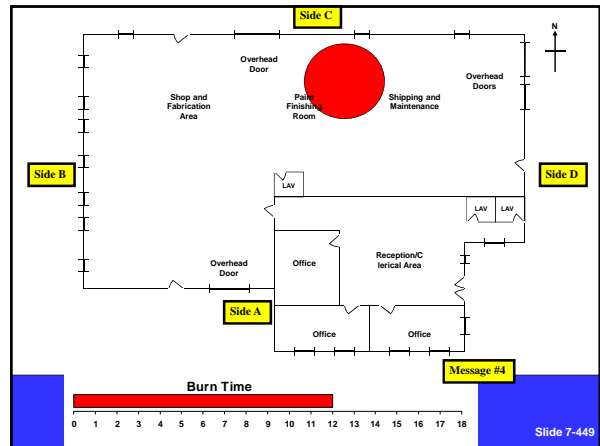 Side C
N
Overhead
Door
Overhead
Doors
Shop and
Fabrication
Area
Paint
Finishing
Room
Shipping and
Maintenance
Side B
Side D
LAV
LAV
LAV
Overhead
Door
Office
Reception/C
lerical Area
Side A
Office
Office
Message #4
Burn Time
0 1 2 3 4 5 6 7 8 9 10 11 12 13 14 15 16 17 18
Slide 7-449